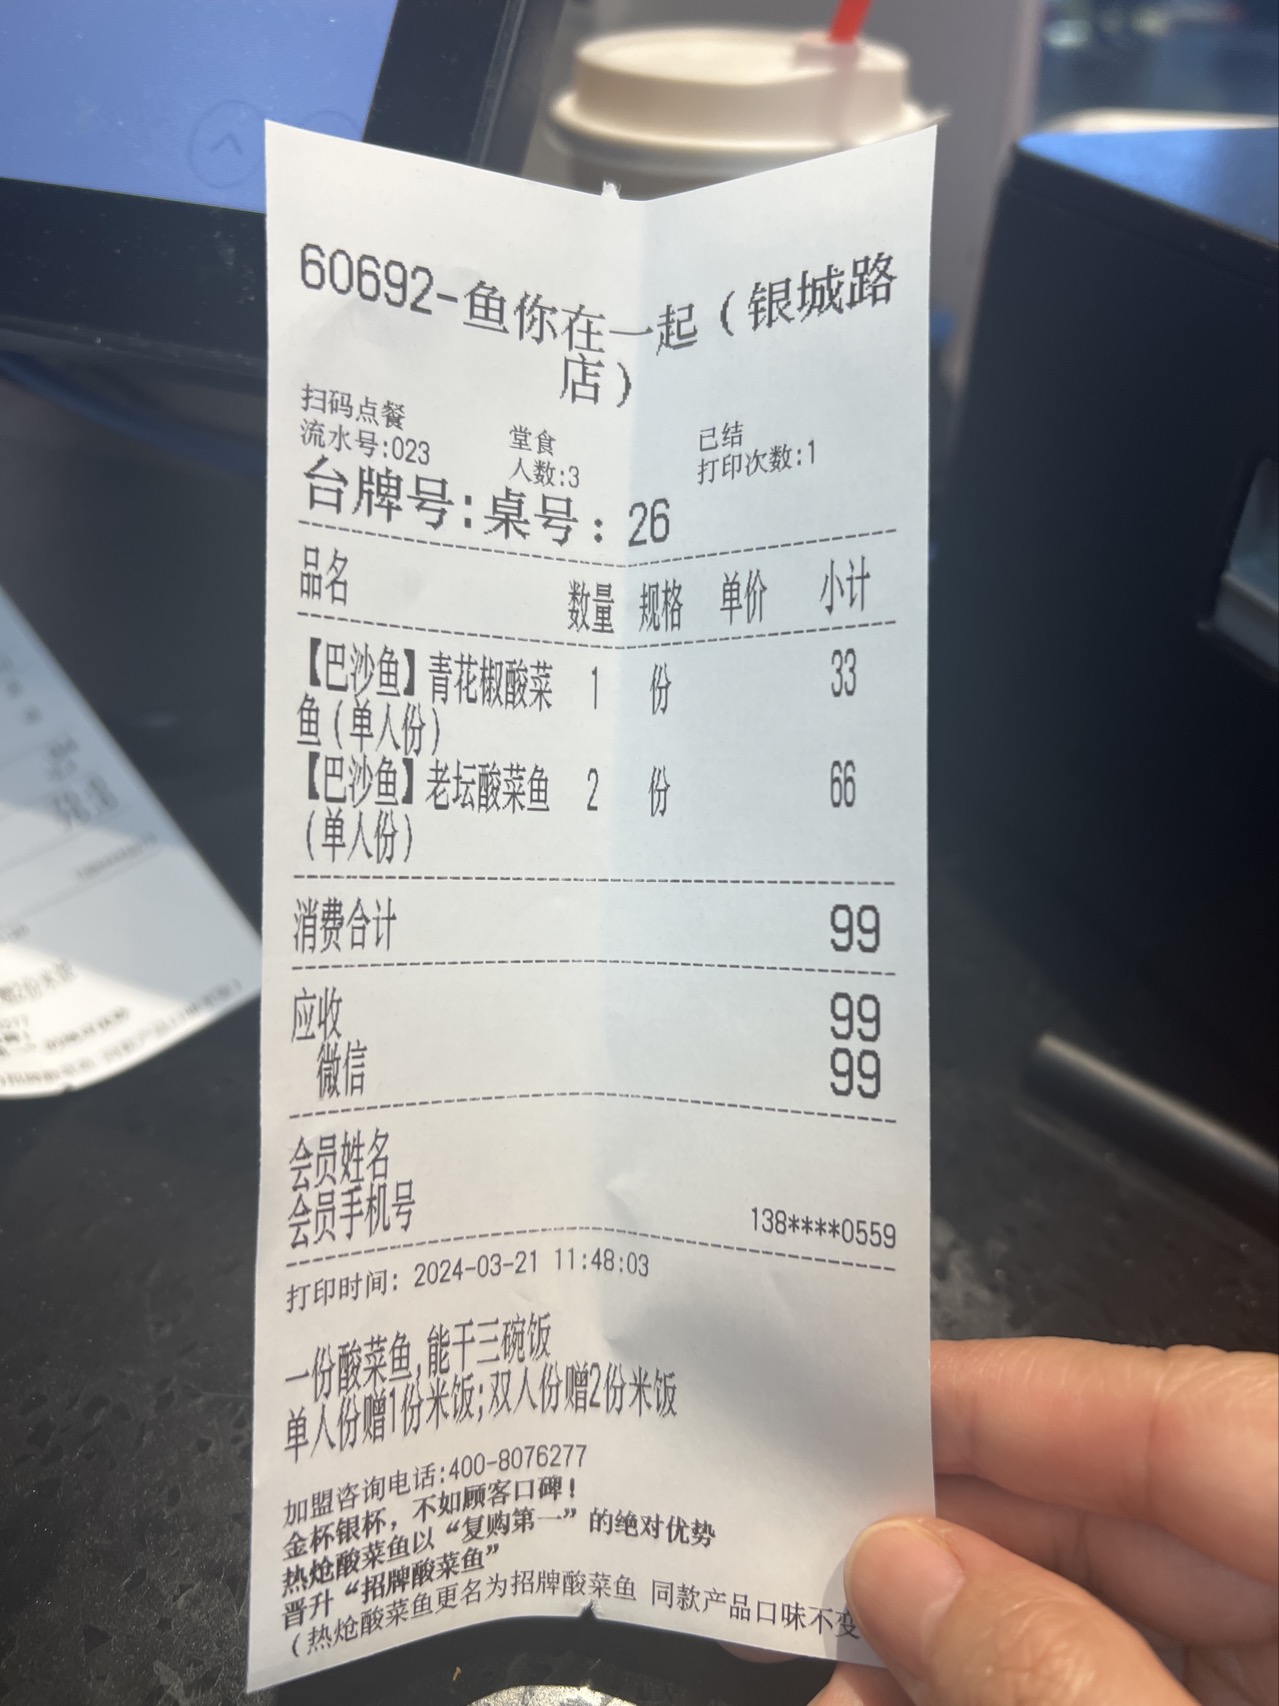 60692-鱼你在一起（银城路
店）
扫码点餐 堂食 已结
流水号:023 人数:3 打印次数:1
台牌号:桌号：26
品名 数量 规格 单价 小计
【巴沙鱼】青花椒酸菜 1 份 33
鱼(单人份)
【巴沙鱼】老坛酸菜鱼 2 份 66
(单人份)
消费合计 99
应收 99
微信 99
会员姓名
会员手机号 138****0559
打印时间: 2024-03-21 11:48:03
一份酸菜鱼,能干三碗饭
单人份赠1份米饭;双人份赠2份米饭
加盟咨询电话:400-8076277
金杯银杯，不如顾客口碑！
热炝酸菜鱼以“复购第一”的绝对优势
晋升“招牌酸菜鱼”
（热炝酸菜鱼更名为招牌酸菜鱼 同款产品口味不变